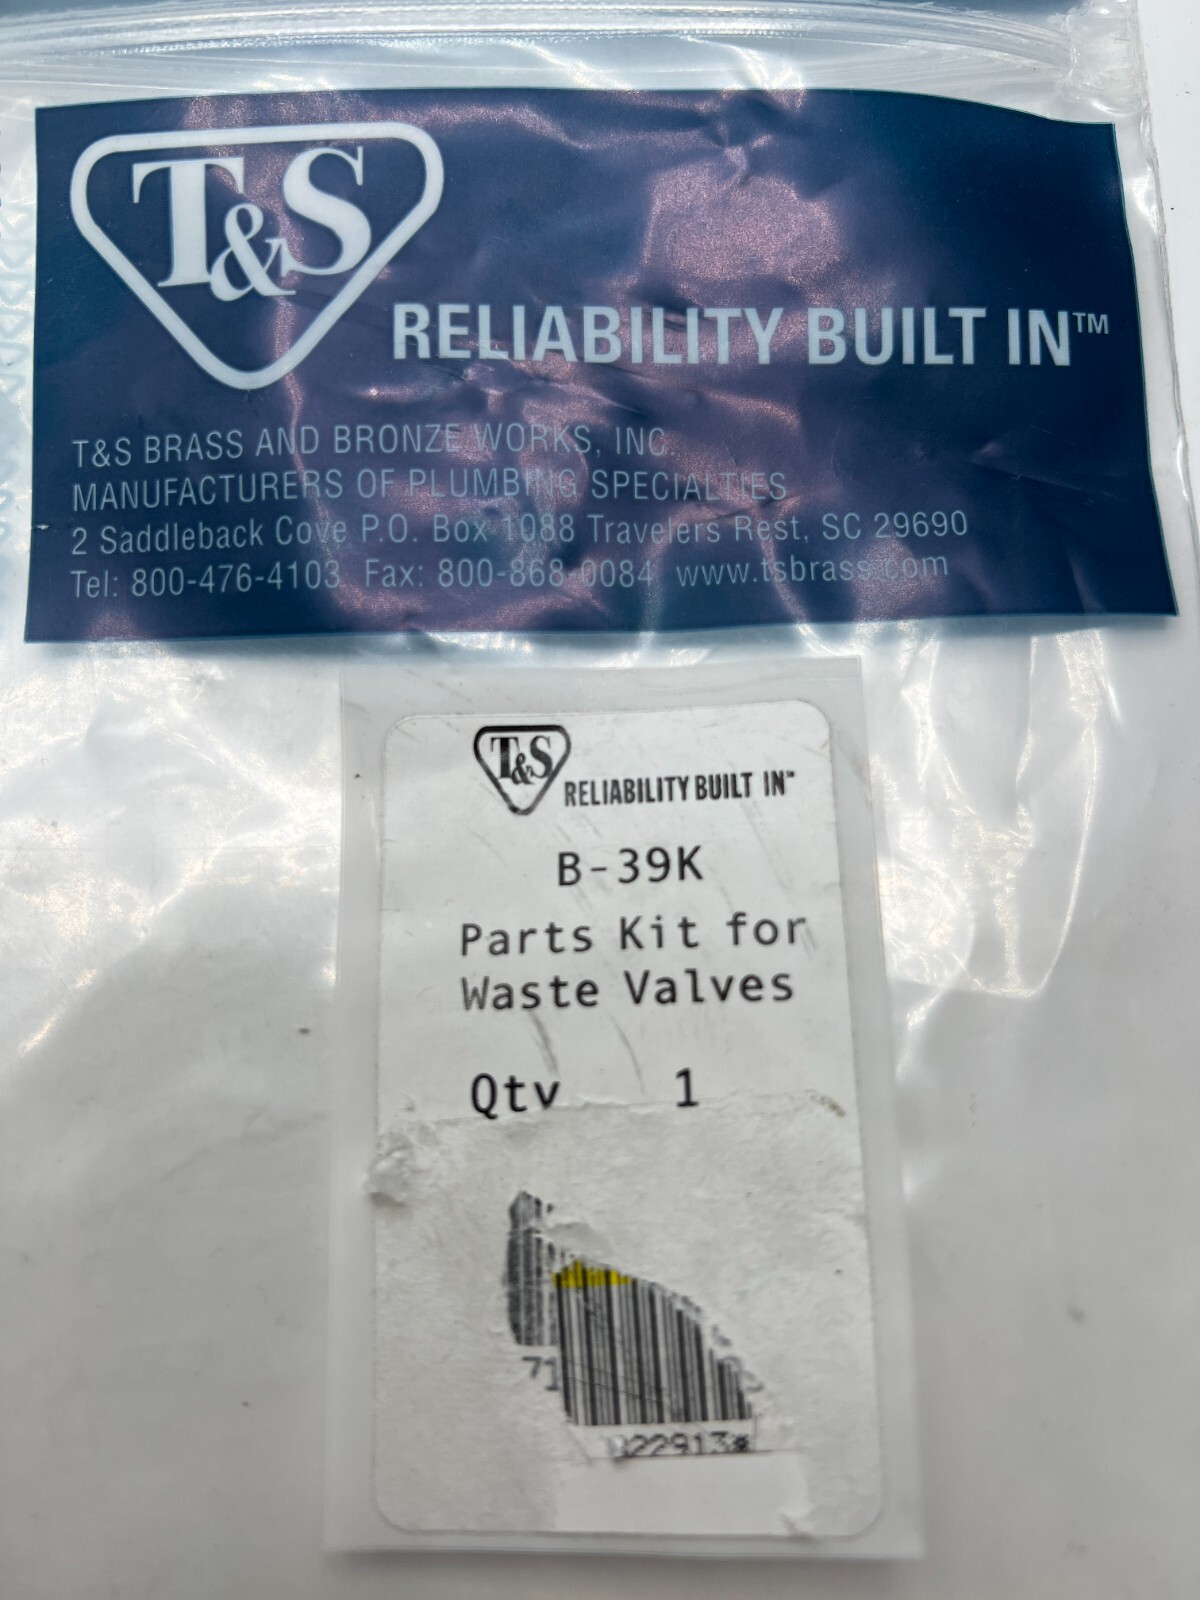 T&S
RELIABILITY BUILT IN™
T&S BRASS AND BRONZE WORKS, INC.
MANUFACTURERS OF PLUMBING SPECIALTIES
2 Saddleback Cove P.O. Box 1088 Travelers Rest, SC 29690
Tel: 800-476-4103 Fax: 800-868-0084 www.tsbrass.com
T&S
RELIABILITY BUILT IN™
B-39K
Parts Kit for
Waste Valves
Qty 1
71
22913*